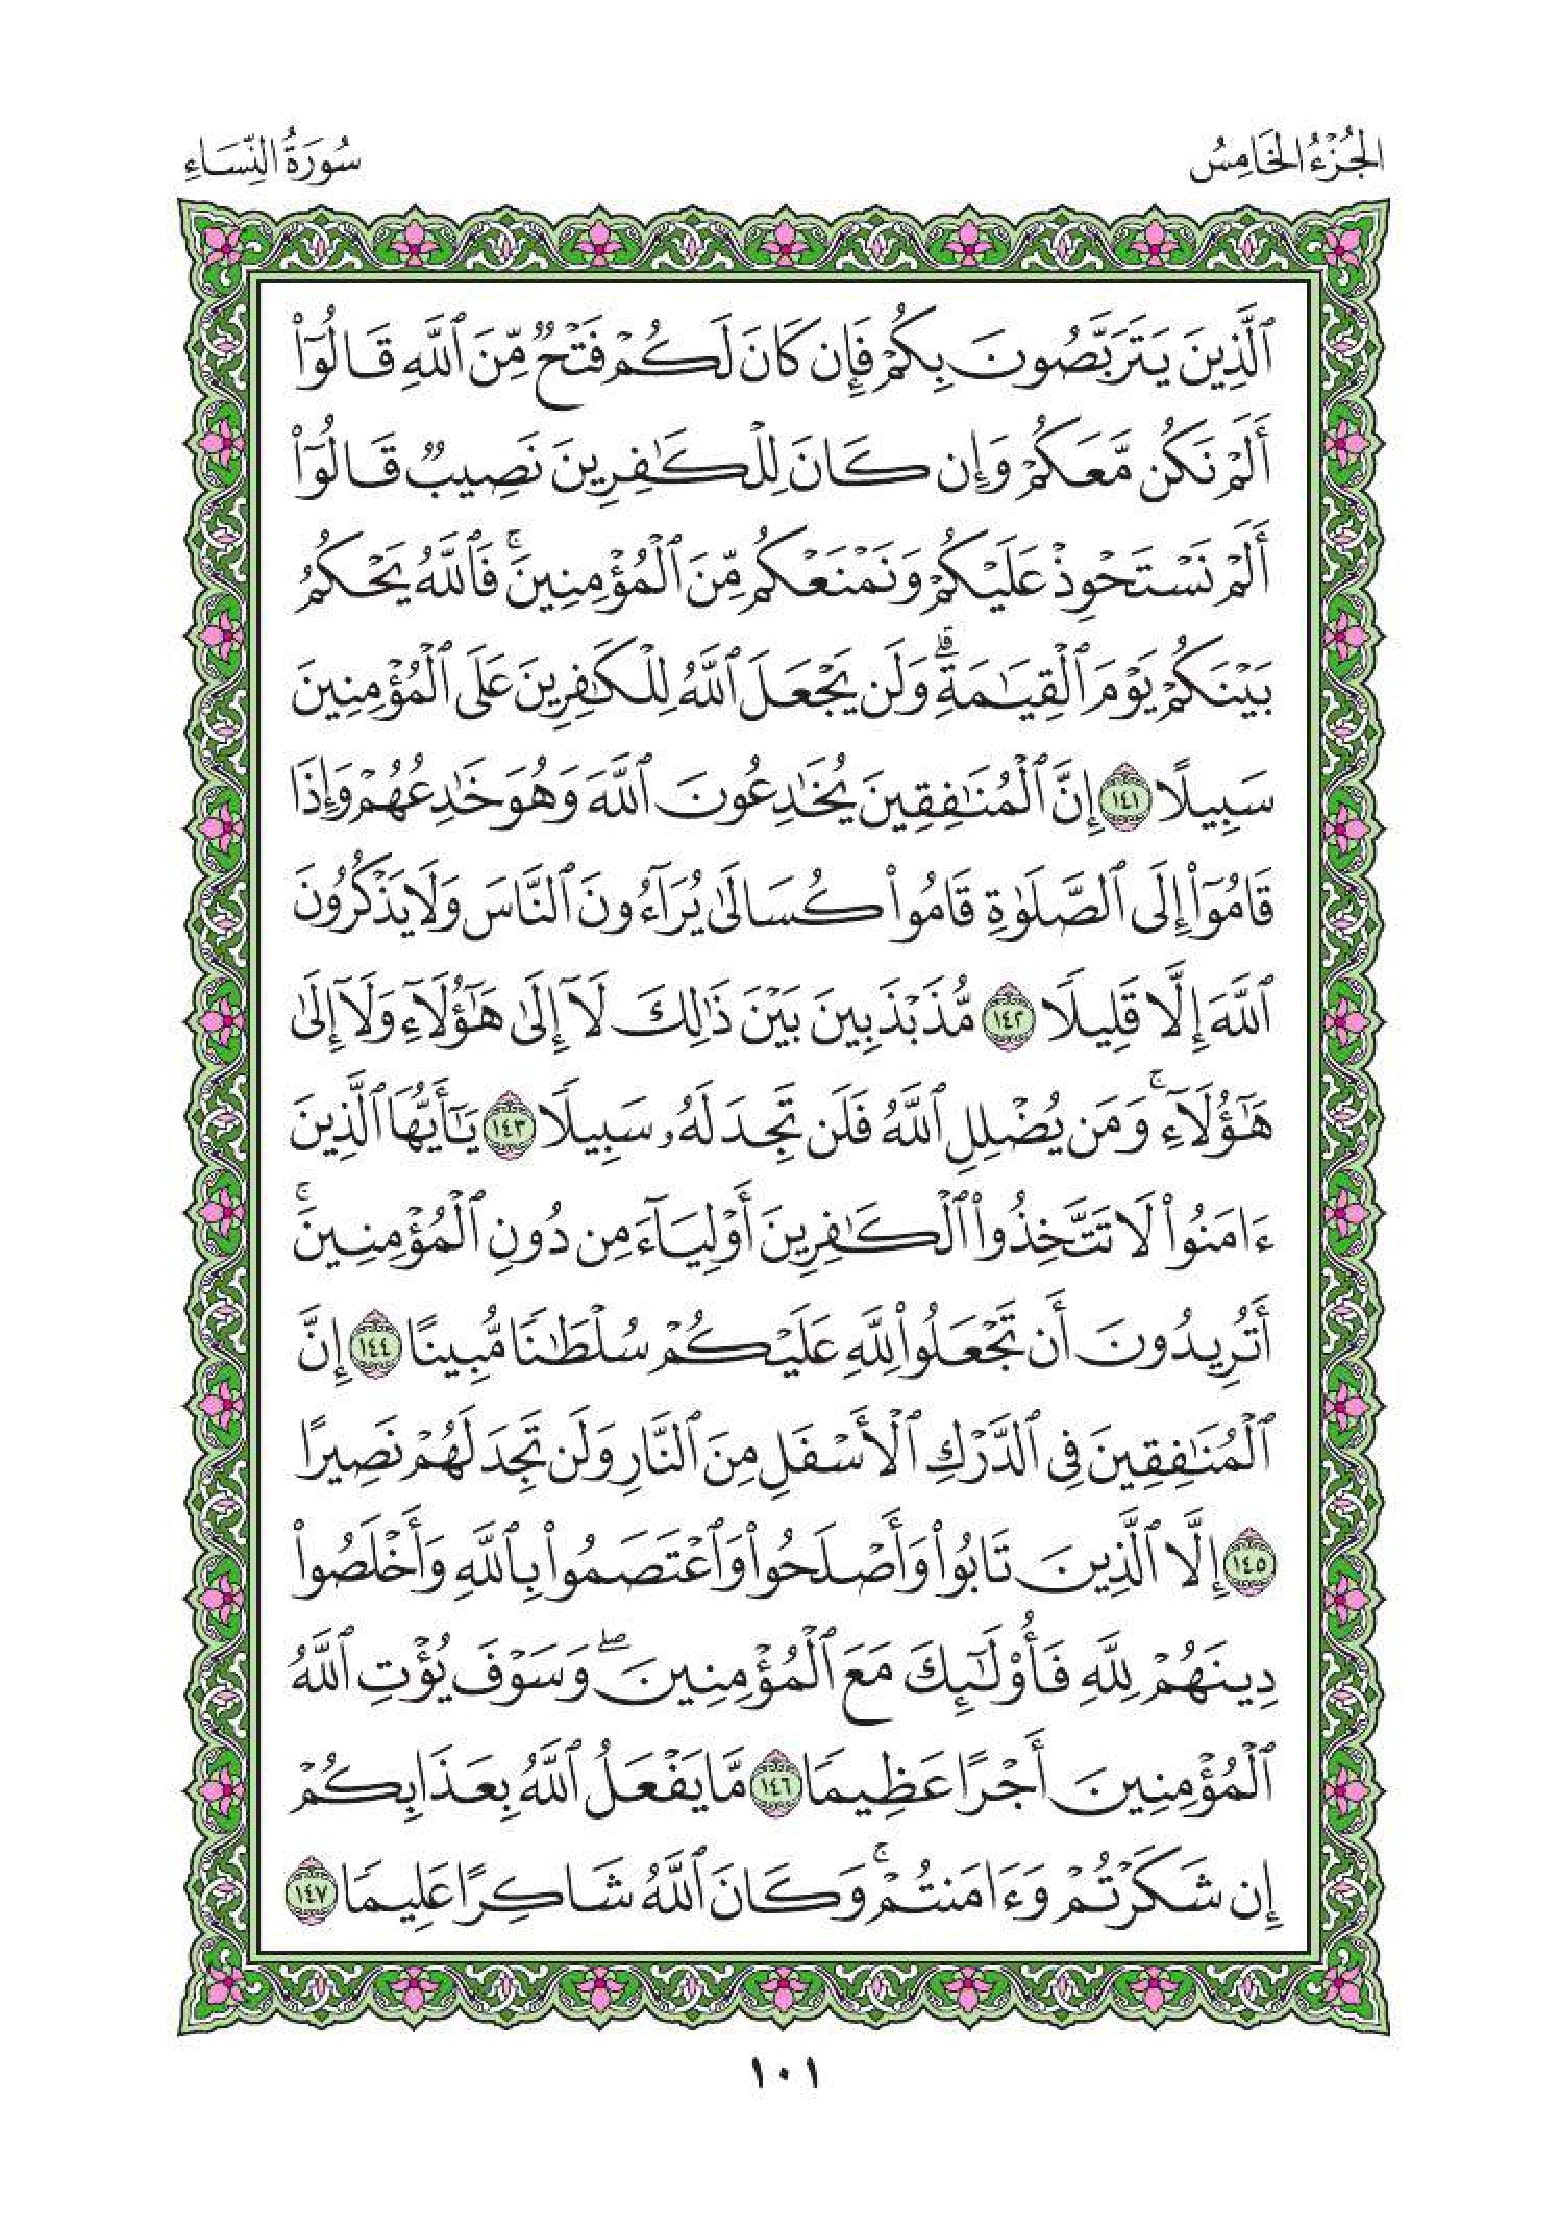 الجُزْءُ الخَامِسُ
سُورَةُ النِّسَاءِ
ٱلَّذِينَ يَتَرَبَّصُونَ بِكُمْ فَإِن كَانَ لَكُمْ فَتْحٌ مِّنَ ٱللَّهِ قَالُوٓاْ
أَلَمْ نَكُن مَّعَكُمْ وَإِن كَانَ لِلْكَٰفِرِينَ نَصِيبٌ قَالُوٓاْ
أَلَمْ نَسْتَحْوِذْ عَلَيْكُمْ وَنَمْنَعْكُم مِّنَ ٱلْمُؤْمِنِينَۚ فَٱللَّهُ يَحْكُمُ
بَيْنَكُمْ يَوْمَ ٱلْقِيَٰمَةِۗ وَلَن يَجْعَلَ ٱللَّهُ لِلْكَٰفِرِينَ عَلَى ٱلْمُؤْمِنِينَ
سَبِيلًا ١٤١ إِنَّ ٱلْمُنَٰفِقِينَ يُخَٰدِعُونَ ٱللَّهَ وَهُوَ خَٰدِعُهُمْ وَإِذَا
قَامُوٓاْ إِلَى ٱلصَّلَوٰةِ قَامُواْ كُسَالَىٰ يُرَآءُونَ ٱلنَّاسَ وَلَا يَذْكُرُونَ
ٱللَّهَ إِلَّا قَلِيلًا ١٤٢ مُّذَبْذَبِينَ بَيْنَ ذَٰلِكَ لَآ إِلَىٰ هَٰٓؤُلَآءِ وَلَآ إِلَىٰ
هَٰٓؤُلَآءِۚ وَمَن يُضْلِلِ ٱللَّهُ فَلَن تَجِدَ لَهُۥ سَبِيلًا ١٤٣ يَٰٓأَيُّهَا ٱلَّذِينَ
ءَامَنُواْ لَا تَتَّخِذُواْ ٱلْكَٰفِرِينَ أَوْلِيَآءَ مِن دُونِ ٱلْمُؤْمِنِينَۚ
أَتُرِيدُونَ أَن تَجْعَلُواْ لِلَّهِ عَلَيْكُمْ سُلْطَٰنًا مُّبِينًا ١٤٤ إِنَّ
ٱلْمُنَٰفِقِينَ فِى ٱلدَّرْكِ ٱلْأَسْفَلِ مِنَ ٱلنَّارِ وَلَن تَجِدَ لَهُمْ نَصِيرًا
١٤٥ إِلَّا ٱلَّذِينَ تَابُواْ وَأَصْلَحُواْ وَٱعْتَصَمُواْ بِٱللَّهِ وَأَخْلَصُواْ
دِينَهُمْ لِلَّهِ فَأُوْلَٰٓئِكَ مَعَ ٱلْمُؤْمِنِينَۖ وَسَوْفَ يُؤْتِ ٱللَّهُ
ٱلْمُؤْمِنِينَ أَجْرًا عَظِيمًا ١٤٦ مَّا يَفْعَلُ ٱللَّهُ بِعَذَابِكُمْ
إِن شَكَرْتُمْ وَءَامَنتُمْۚ وَكَانَ ٱللَّهُ شَاكِرًا عَلِيمًا ١٤٧
١٠١